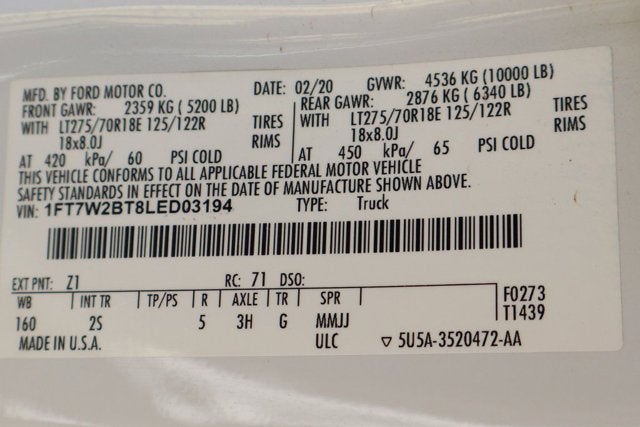 MFD. BY FORD MOTOR CO. DATE: 02/20 GVWR: 4536 KG (10000 LB)
FRONT GAWR: 2359 KG ( 5200 LB) REAR GAWR: 2876 KG ( 6340 LB)
WITH LT275/70R18E 125/122R TIRES WITH LT275/70R18E 125/122R TIRES
18x8.0J RIMS 18x8.0J RIMS
AT 420 kPa/ 60 PSI COLD AT 450 kPa/ 65 PSI COLD
THIS VEHICLE CONFORMS TO ALL APPLICABLE FEDERAL MOTOR VEHICLE
SAFETY STANDARDS IN EFFECT ON THE DATE OF MANUFACTURE SHOWN ABOVE.
VIN: 1FT7W2BT8LED03194 TYPE: Truck
EXT PNT: Z1 RC: 71 DSO:
WB INT TR TP/PS R AXLE TR SPR F0273
160 2S 5 3H G MMJJ T1439
MADE IN U.S.A. ULC ▽ 5U5A-3520472-AA